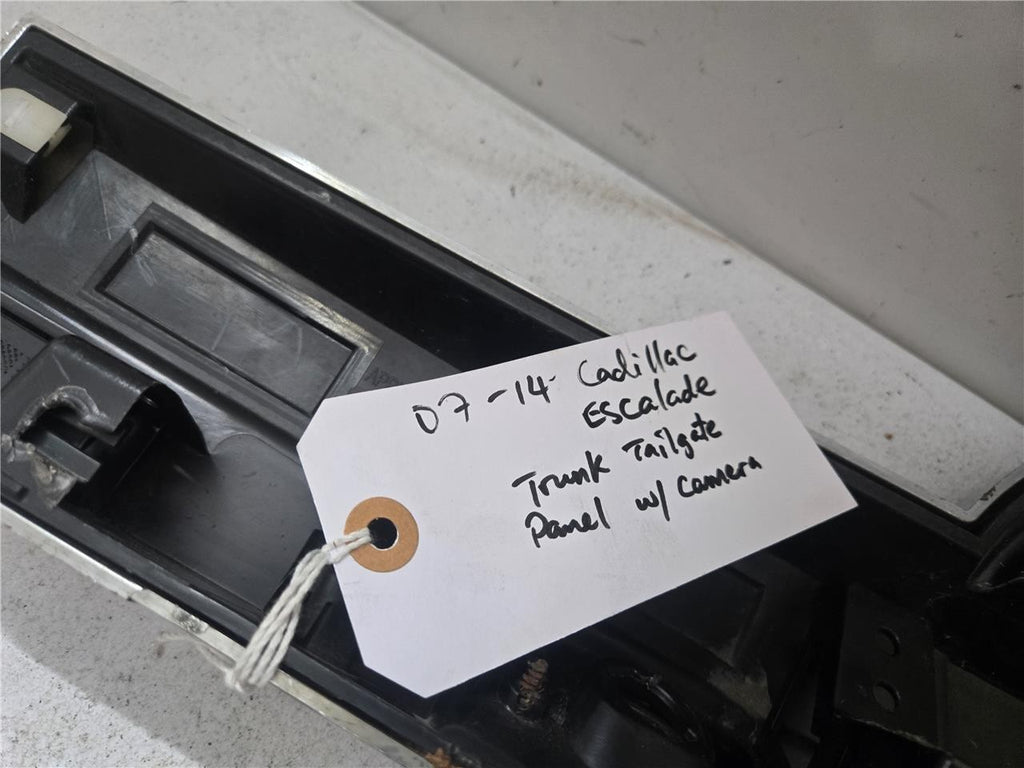 07-14 Cadillac
Escalade
Trunk Tailgate
Panel w/ camera